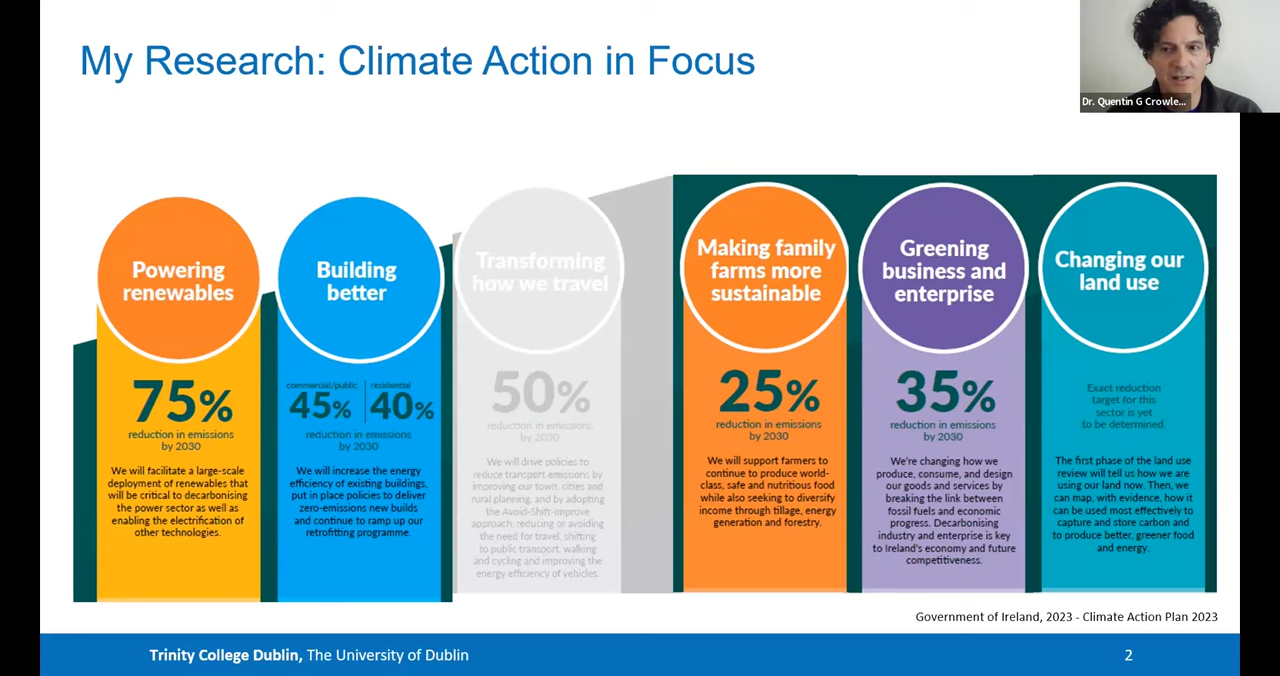 My Research: Climate Action in Focus
Dr. Quentin G Crowle...
Powering
renewables
75%
reduction in emissions
by 2030
We will facilitate a large-scale
deployment of renewables that
will be critical to decarbonising
the power sector as well as
enabling the electrification of
other technologies.
Building
better
commercial/public
45%
residential
40%
reduction in emissions
by 2030
We will increase the energy
efficiency of existing buildings,
put in place policies to deliver
zero-emissions new builds
and continue to ramp up our
retrofitting programme.
Transforming
how we travel
50%
reduction in emissions
by 2030
We will drive policies to
reduce transport emissions by
improving our town, cities and
rural planning, and by adopting
the Avoid-Shift-Improve
approach: reducing or avoiding
the need for travel, shifting
to public transport, walking
and cycling and improving the
energy efficiency of vehicles.
Making family
farms more
sustainable
25%
reduction in emissions
by 2030
We will support farmers to
continue to produce world-
class, safe and nutritious food
while also seeking to diversify
income through tillage, energy
generation and forestry.
Greening
business and
enterprise
35%
reduction in emissions
by 2030
We're changing how we
produce, consume, and design
our goods and services by
breaking the link between
fossil fuels and economic
progress. Decarbonising
industry and enterprise is key
to Ireland's economy and future
competitiveness.
Changing our
land use
Exact reduction
target for this
sector is yet
to be determined.
The first phase of the land use
review will tell us how we are
using our land now. Then, we
can map, with evidence, how it
can be used most effectively to
capture and store carbon and
to produce better, greener food
and energy.
Government of Ireland, 2023 - Climate Action Plan 2023
Trinity College Dublin, The University of Dublin
2